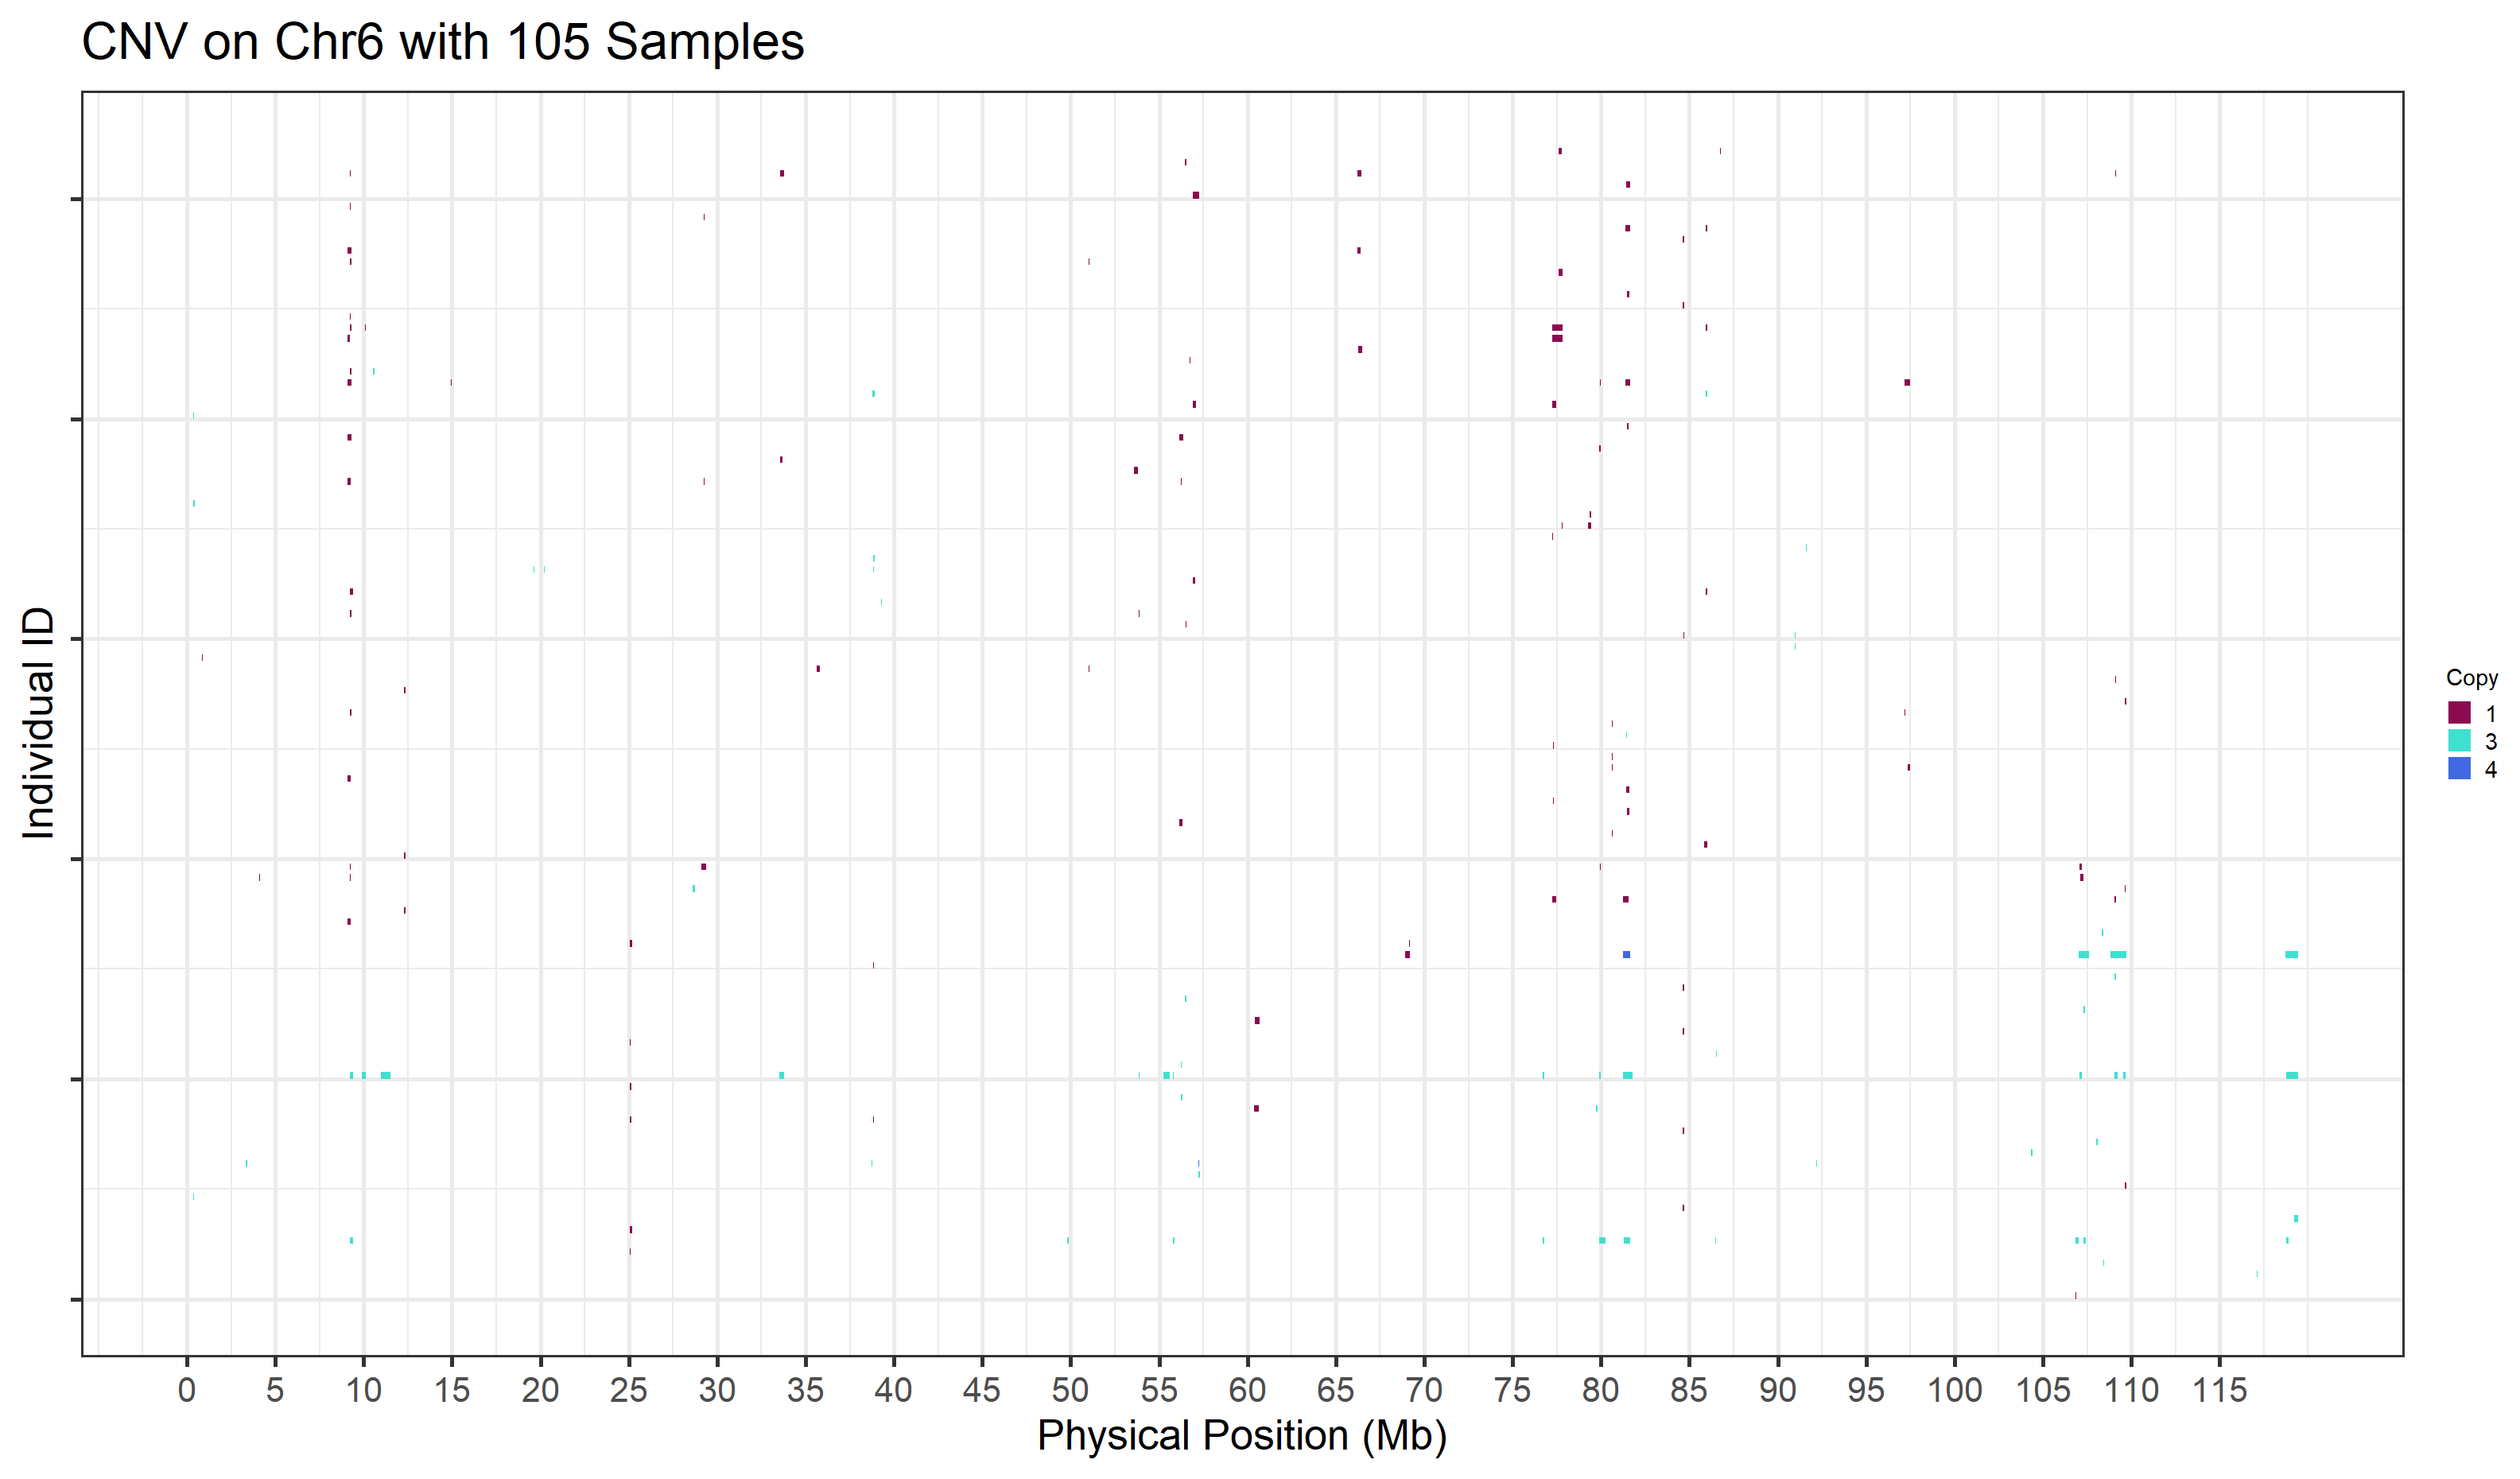 CNV on Chr6 with 105 Samples
Individual ID
Copy
1
3
4
0 5 10 15 20 25 30 35 40 45 50 55 60 65 70 75 80 85 90 95 100 105 110 115
Physical Position (Mb)